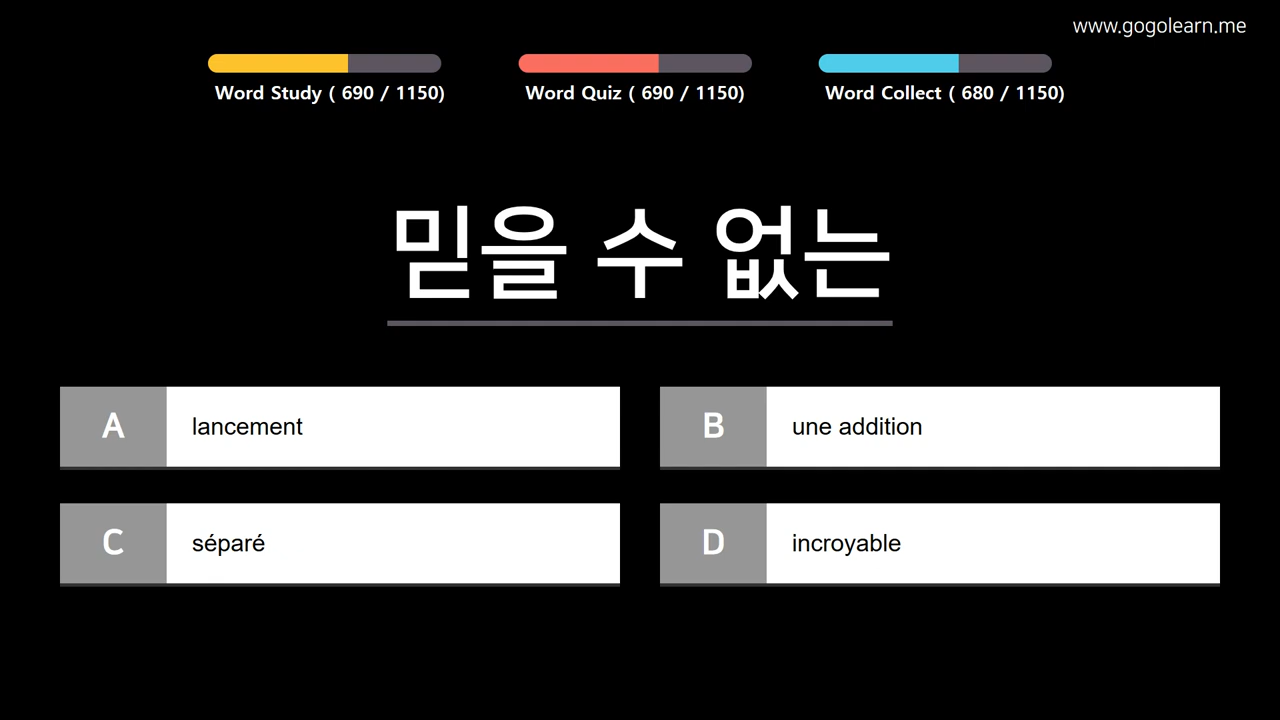 www.gogolearn.me
Word Study ( 690 / 1150)
Word Quiz ( 690 / 1150)
Word Collect ( 680 / 1150)
믿을 수 없는
A lancement
B une addition
C séparé
D incroyable